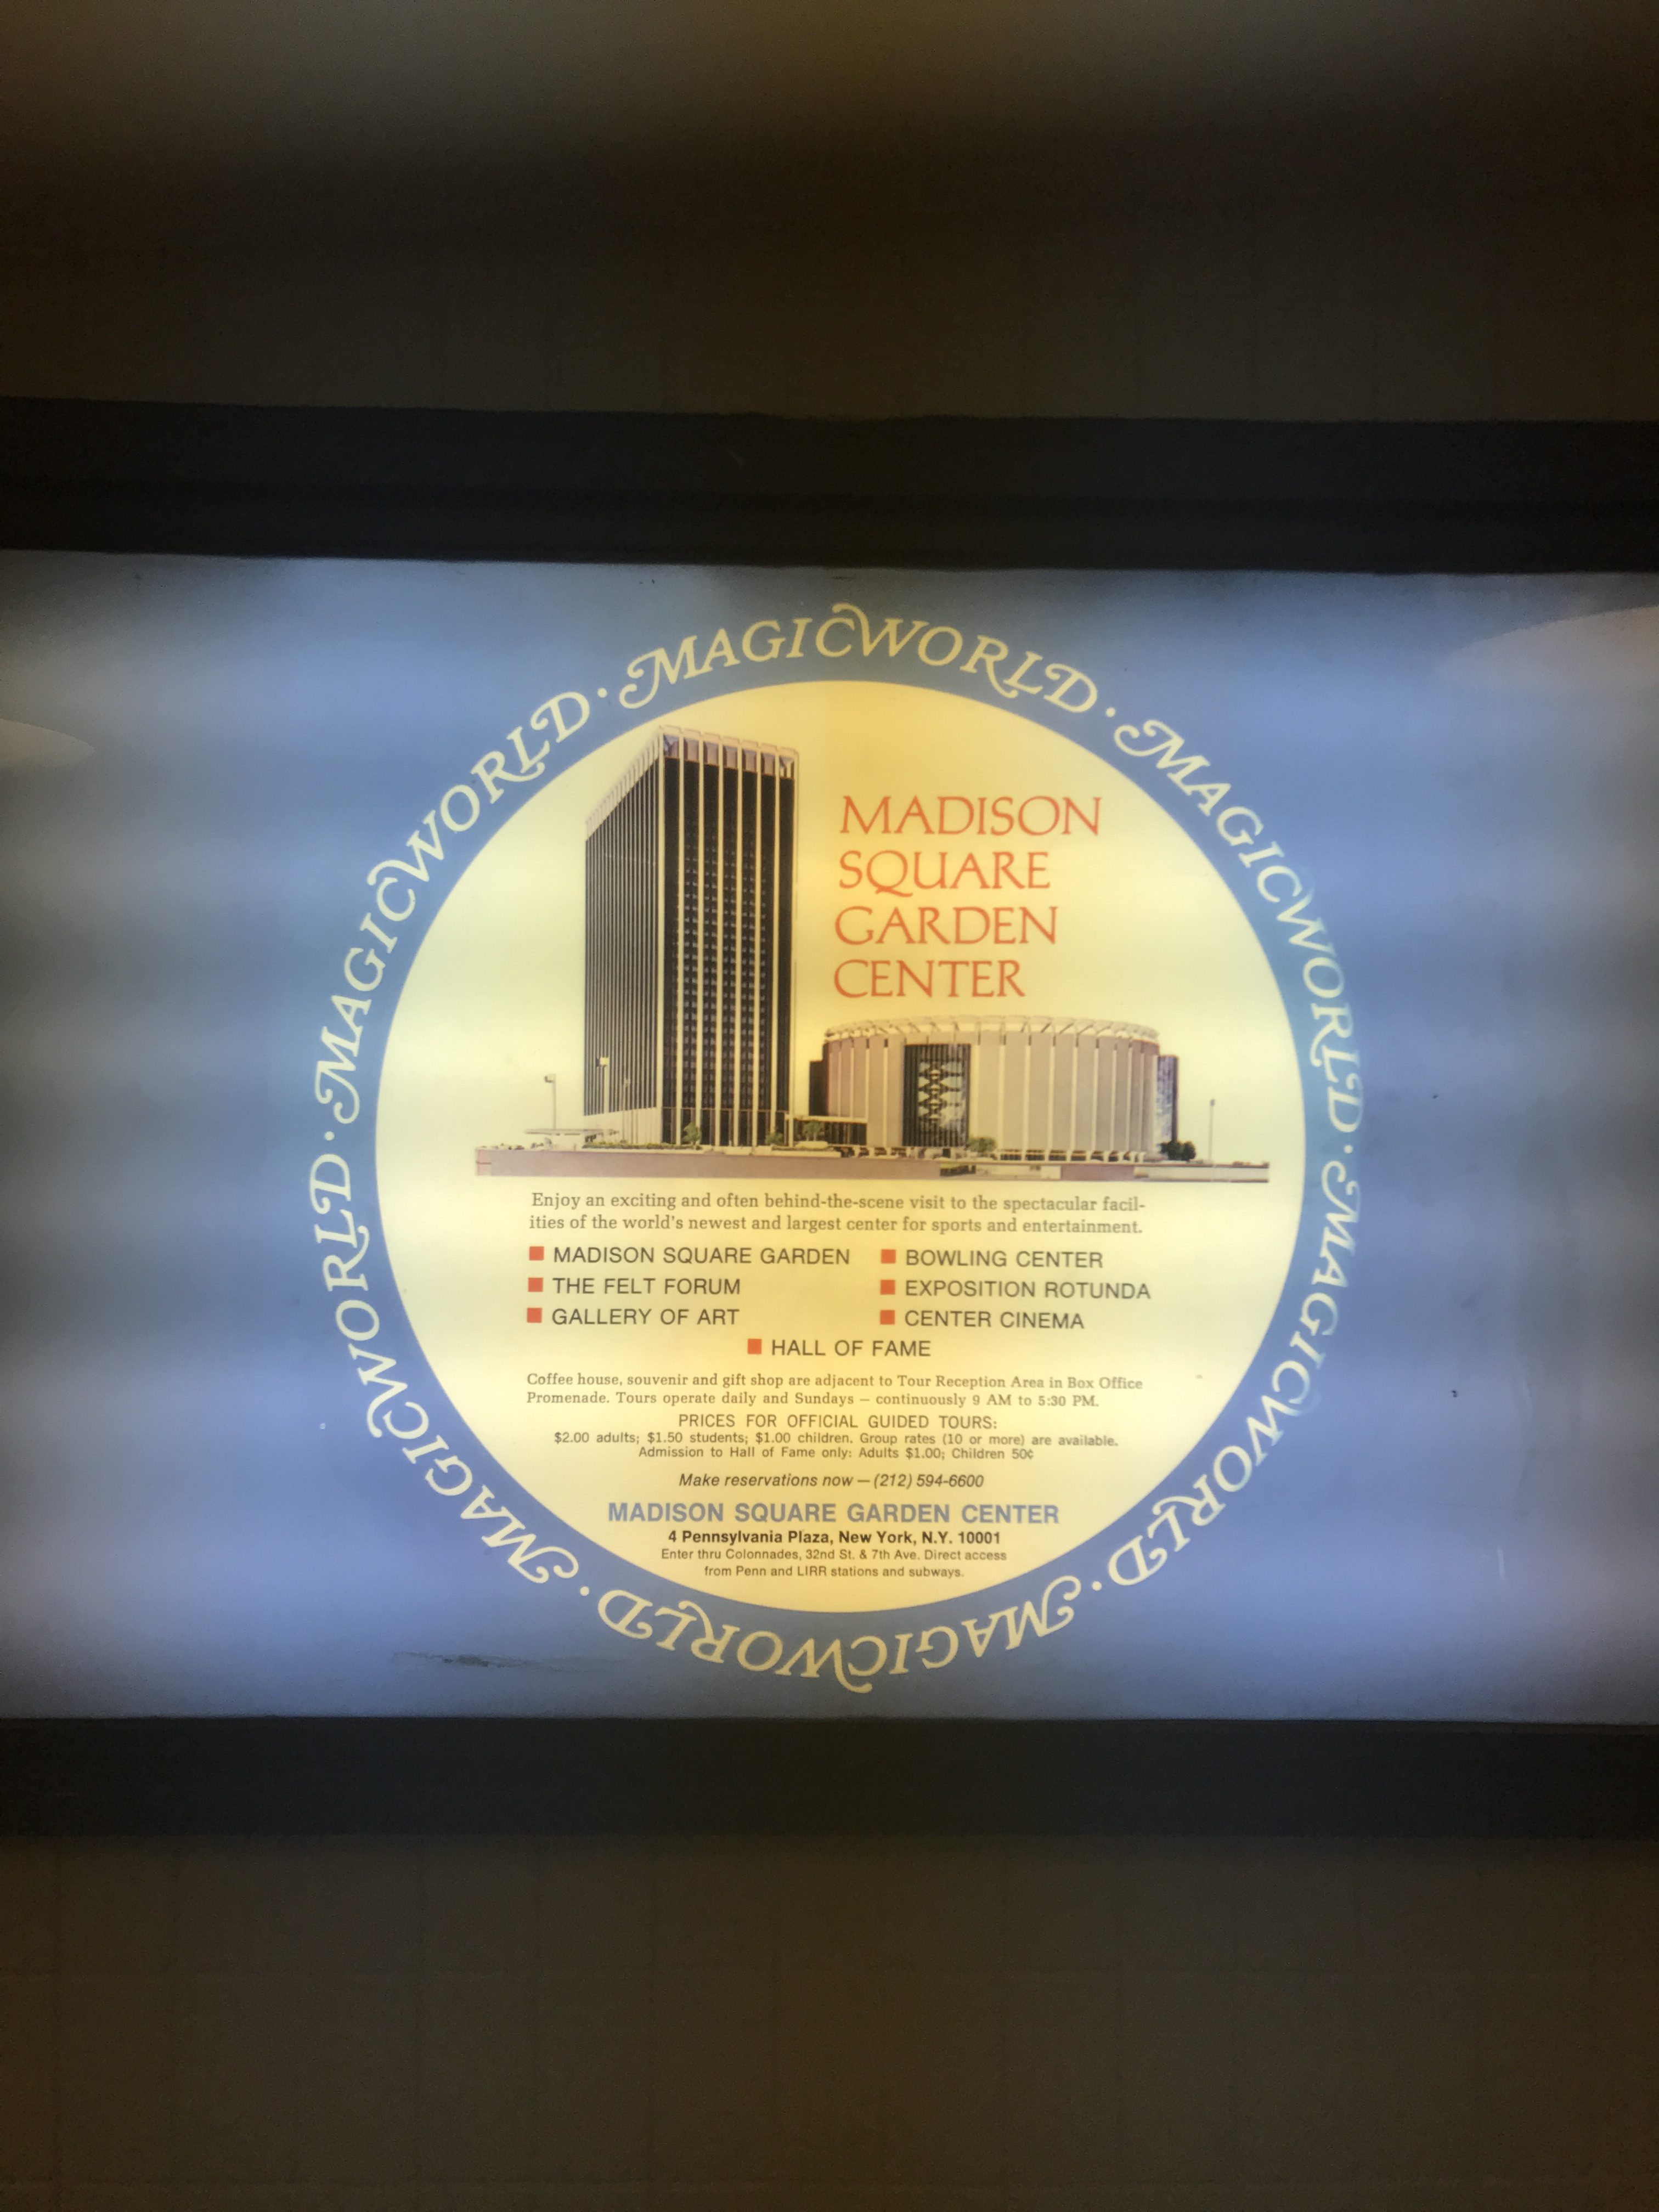 MAGICWORLD · MAGICWORLD · MAGICWORLD · MAGICWORLD · MAGICWORLD · MAGICWORLD ·
MADISON
SQUARE
GARDEN
CENTER
Enjoy an exciting and often behind-the-scene visit to the spectacular facil-
ities of the world's newest and largest center for sports and entertainment.
■ MADISON SQUARE GARDEN ■ BOWLING CENTER
■ THE FELT FORUM ■ EXPOSITION ROTUNDA
■ GALLERY OF ART ■ CENTER CINEMA
■ HALL OF FAME
Coffee house, souvenir and gift shop are adjacent to Tour Reception Area in Box Office
Promenade. Tours operate daily and Sundays – continuously 9 AM to 5:30 PM.
PRICES FOR OFFICIAL GUIDED TOURS:
$2.00 adults; $1.50 students; $1.00 children. Group rates (10 or more) are available.
Admission to Hall of Fame only: Adults $1.00; Children 50¢
Make reservations now — (212) 594-6600
MADISON SQUARE GARDEN CENTER
4 Pennsylvania Plaza, New York, N.Y. 10001
Enter thru Colonnades, 32nd St. & 7th Ave. Direct access
from Penn and LIRR stations and subways.